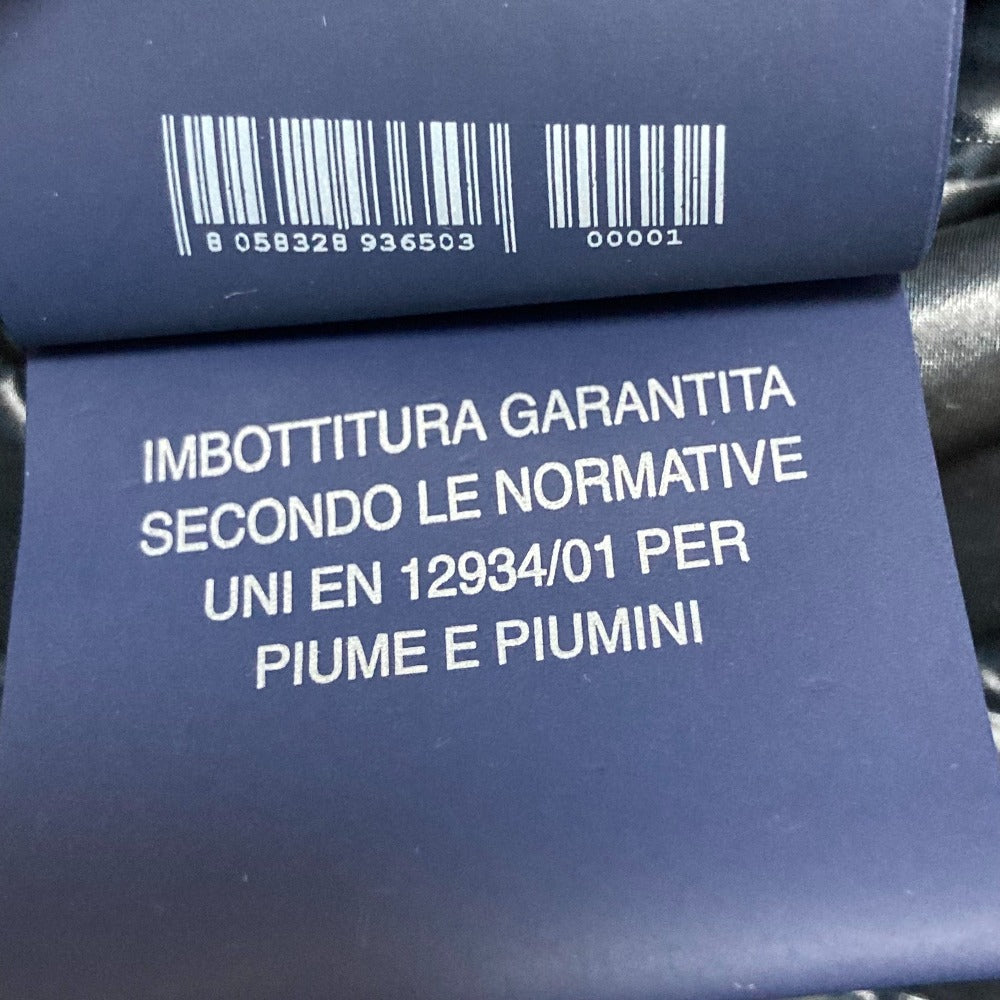 8 058328 936503 00001
IMBOTTITURA GARANTITA
SECONDO LE NORMATIVE
UNI EN 12934/01 PER
PIUME E PIUMINI